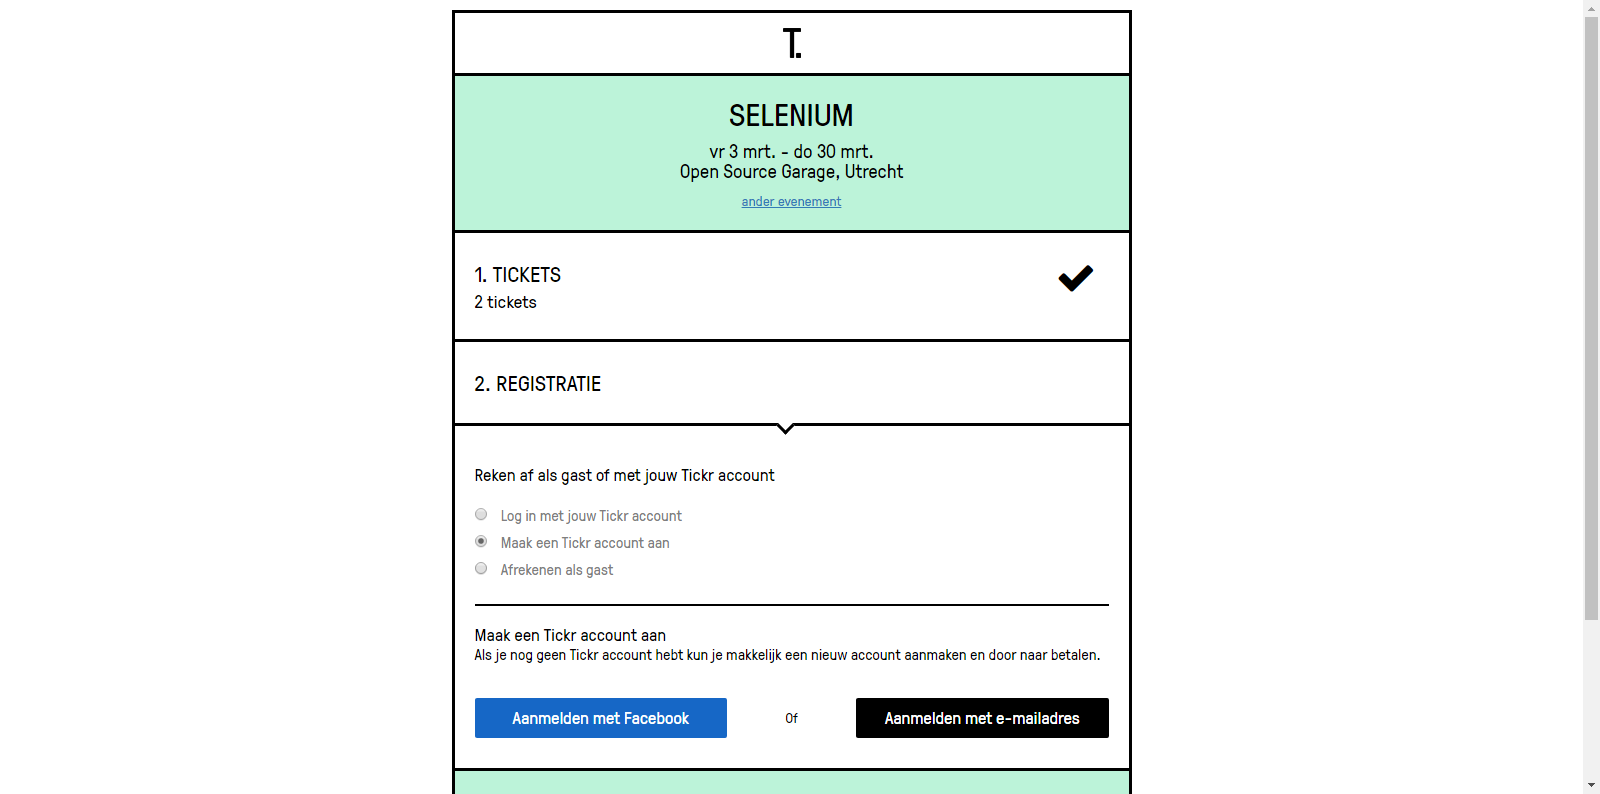 T.
SELENIUM
vr 3 mrt. - do 30 mrt.
Open Source Garage, Utrecht
ander evenement
1. TICKETS
2 tickets
2. REGISTRATIE
Reken af als gast of met jouw Tickr account
Log in met jouw Tickr account
Maak een Tickr account aan
Afrekenen als gast
Maak een Tickr account aan
Als je nog geen Tickr account hebt kun je makkelijk een nieuw account aanmaken en door naar betalen.
Aanmelden met Facebook
Of
Aanmelden met e-mailadres